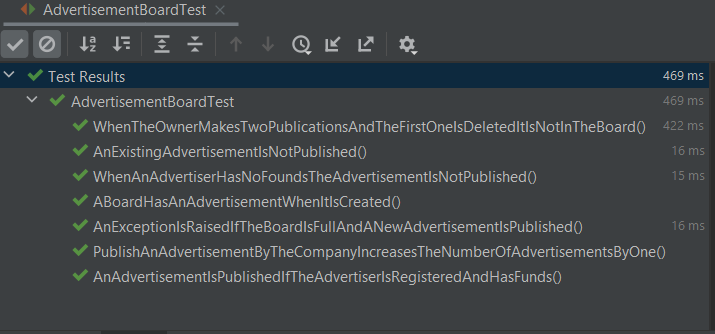 AdvertisementBoardTest
Test Results 469 ms
AdvertisementBoardTest 469 ms
WhenTheOwnerMakesTwoPublicationsAndTheFirstOneIsDeletedItIsNotInTheBoard() 422 ms
AnExistingAdvertisementIsNotPublished() 16 ms
WhenAnAdvertiserHasNoFoundsTheAdvertisementIsNotPublished() 15 ms
ABoardHasAnAdvertisementWhenItIsCreated()
AnExceptionIsRaisedIfTheBoardIsFullAndANewAdvertisementIsPublished() 16 ms
PublishAnAdvertisementByTheCompanyIncreasesTheNumberOfAdvertisementsByOne()
AnAdvertisementIsPublishedIfTheAdvertiserIsRegisteredAndHasFunds()